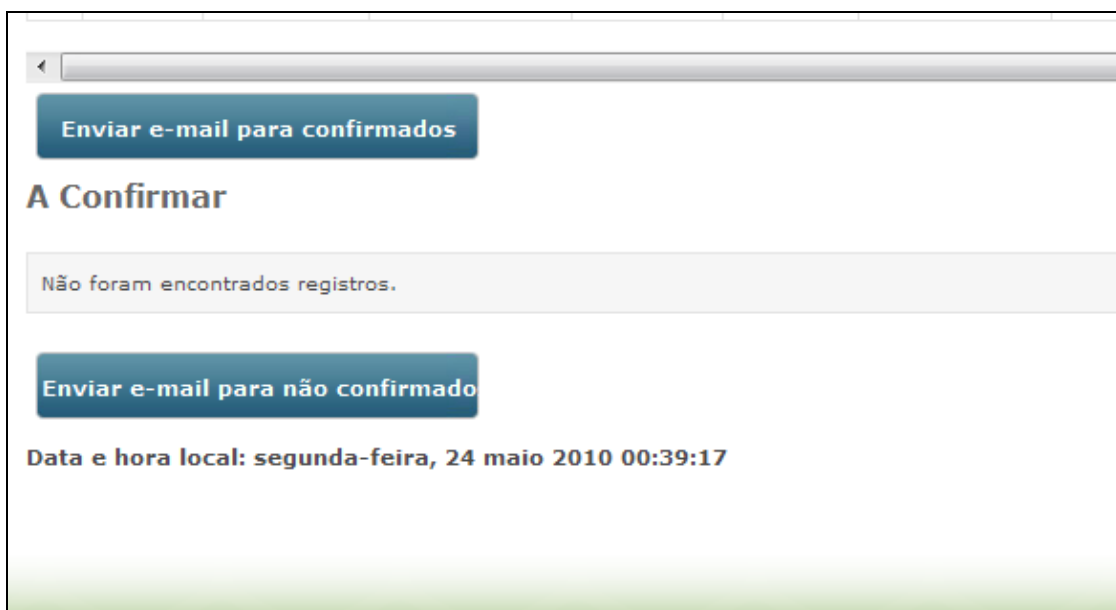 Enviar e-mail para confirmados
A Confirmar
Não foram encontrados registros.
Enviar e-mail para não confirmado
Data e hora local: segunda-feira, 24 maio 2010 00:39:17